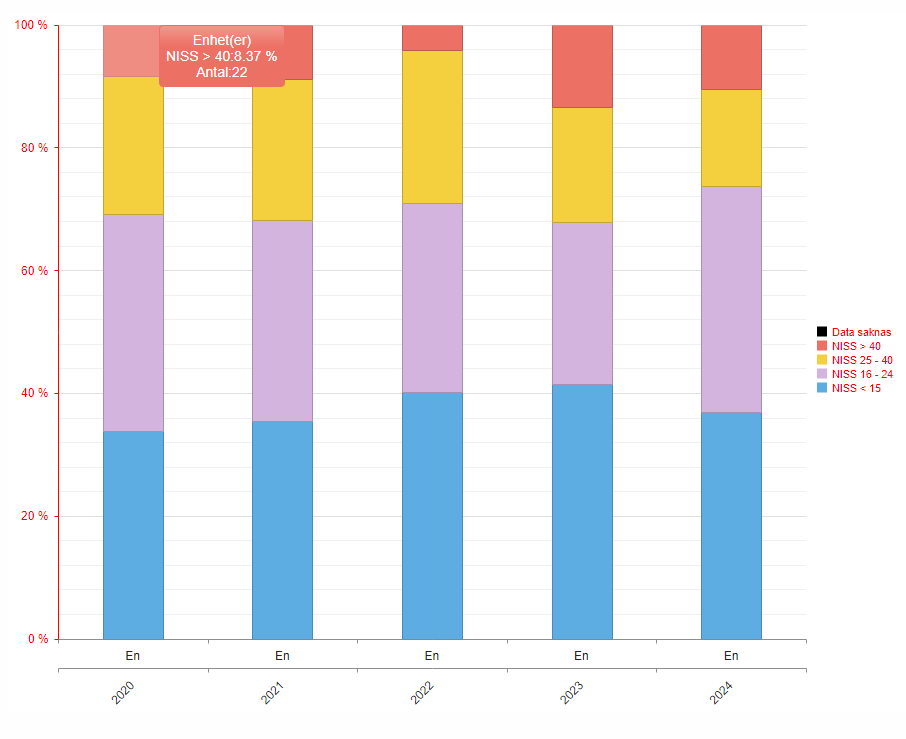 100 %
80 %
60 %
40 %
20 %
0 %
Enhet(er)
NISS > 40:8.37 %
Antal:22
Data saknas
NISS > 40
NISS 25 - 40
NISS 16 - 24
NISS < 15
En En En En En
2020 2021 2022 2023 2024